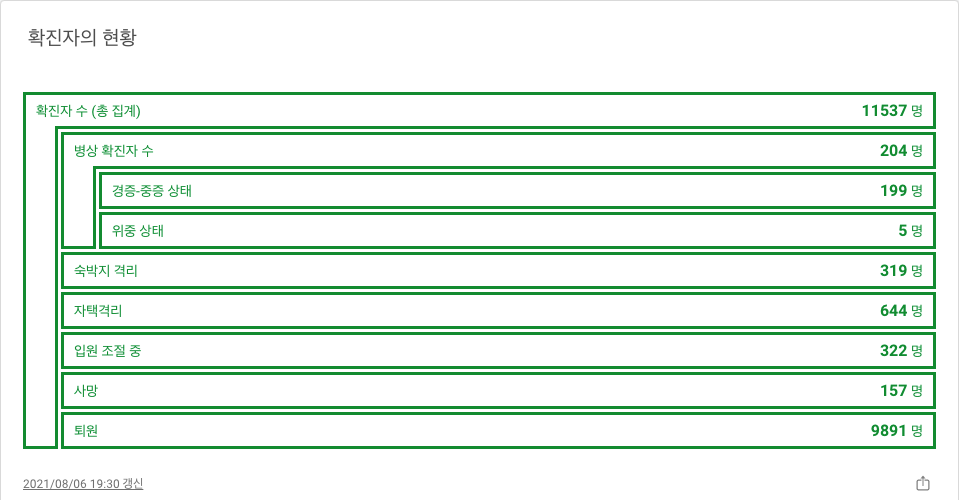 확진자의 현황
확진자 수 (총 집계) 11537 명
병상 확진자 수 204 명
경증-중증 상태 199 명
위중 상태 5 명
숙박지 격리 319 명
자택격리 644 명
입원 조절 중 322 명
사망 157 명
퇴원 9891 명
2021/08/06 19:30 갱신